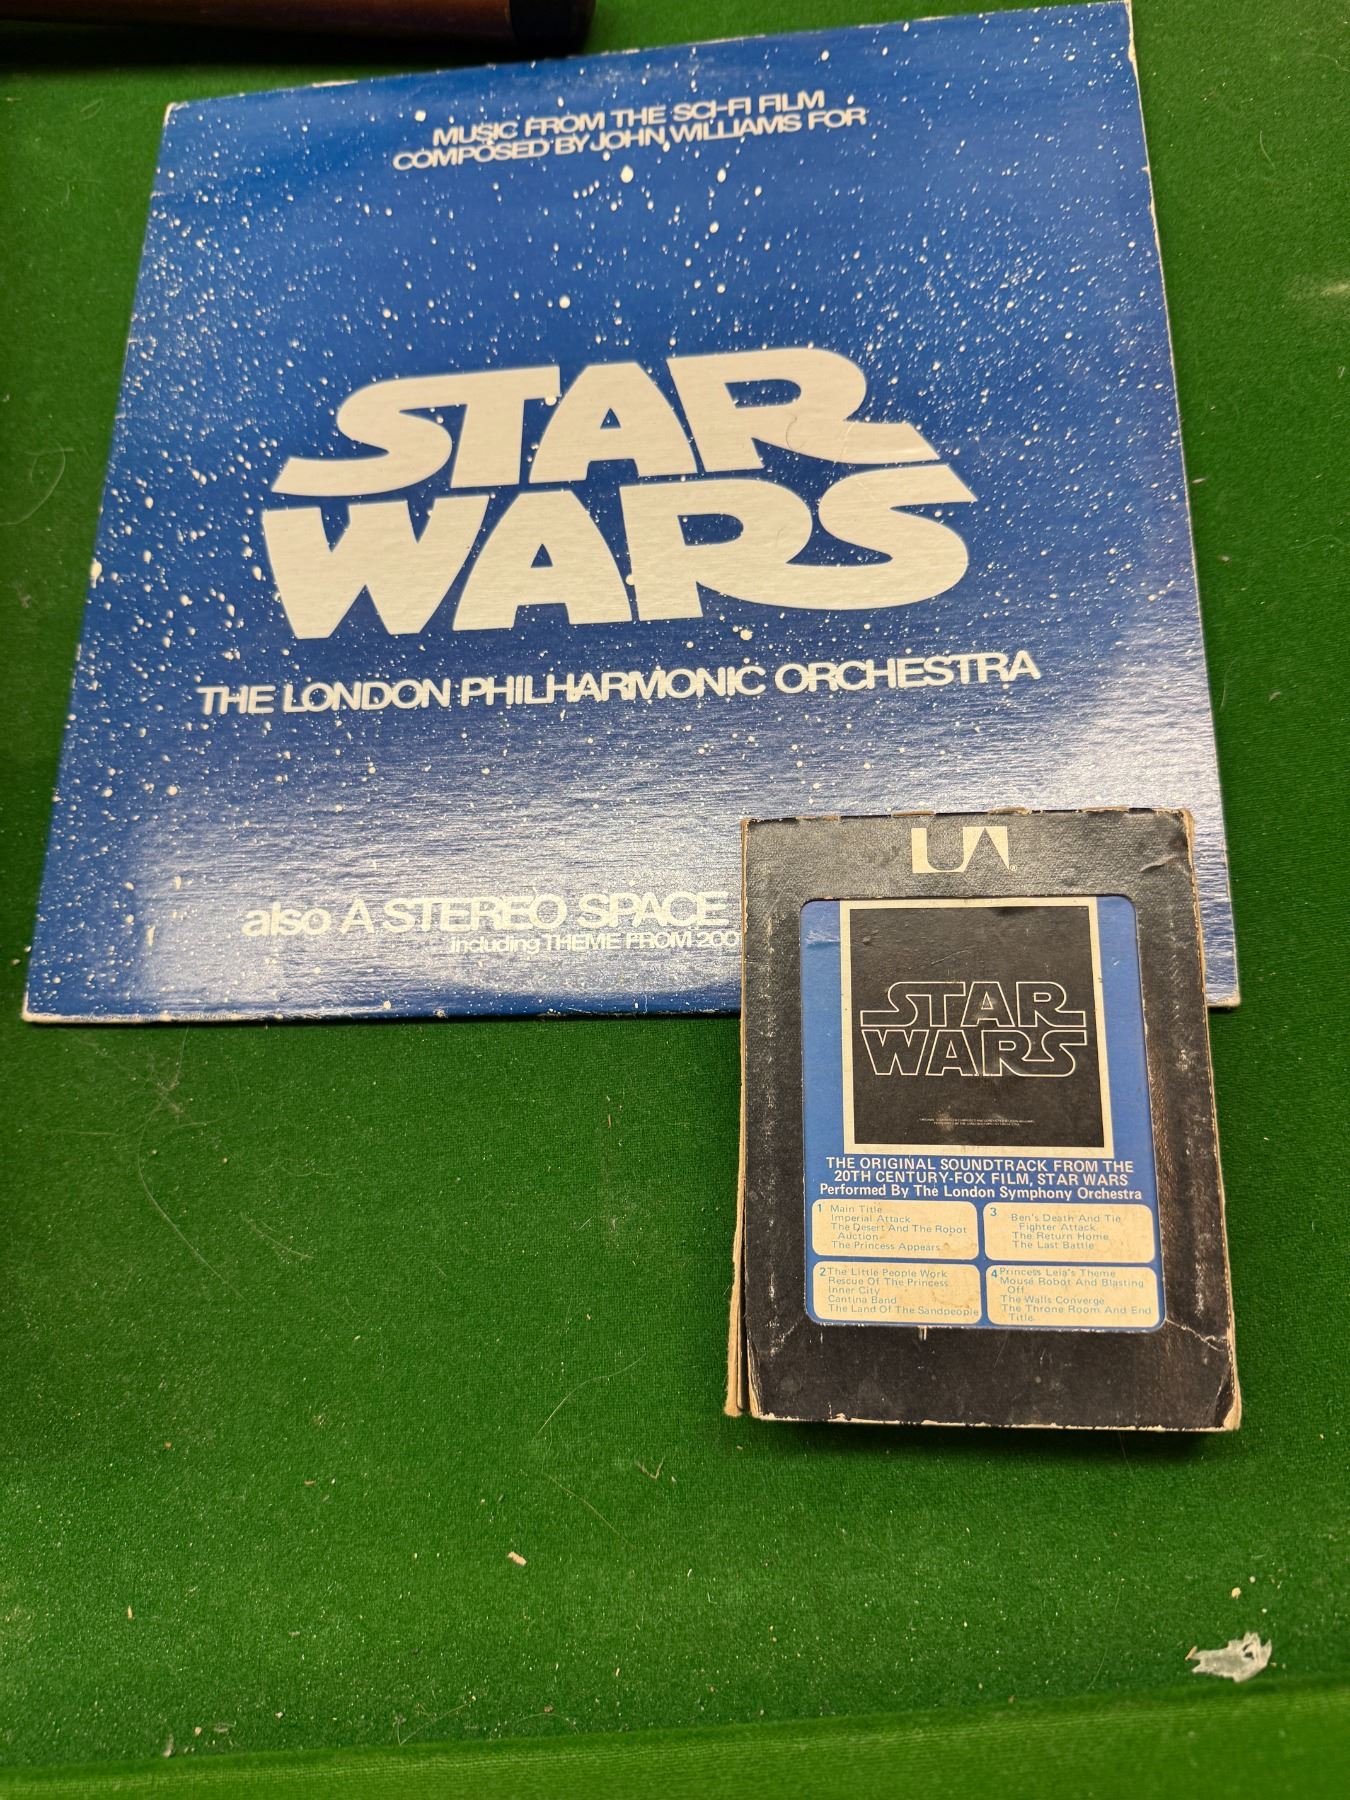 MUSIC FROM THE SCI-FI FILM
COMPOSED BY JOHN WILLIAMS FOR
STAR
WARS
THE LONDON PHILHARMONIC ORCHESTRA
also A STEREO SPACE
including THEME FROM 200
UA
STAR
WARS
THE ORIGINAL SOUNDTRACK FROM THE
20TH CENTURY-FOX FILM, STAR WARS
Performed By The London Symphony Orchestra
1 Main Title
Imperial Attack
The Desert And The Robot
Auction
The Princess Appears
2 The Little People Work
Rescue Of The Princess
Inner City
Cantina Band
The Land Of The Sandpeople
3
Ben's Death And Tie
Fighter Attack
The Return Home
The Last Battle
4 Princess Leia's Theme
Mouse Robot And Blasting
Off
The Walls Converge
The Throne Room And End
Title